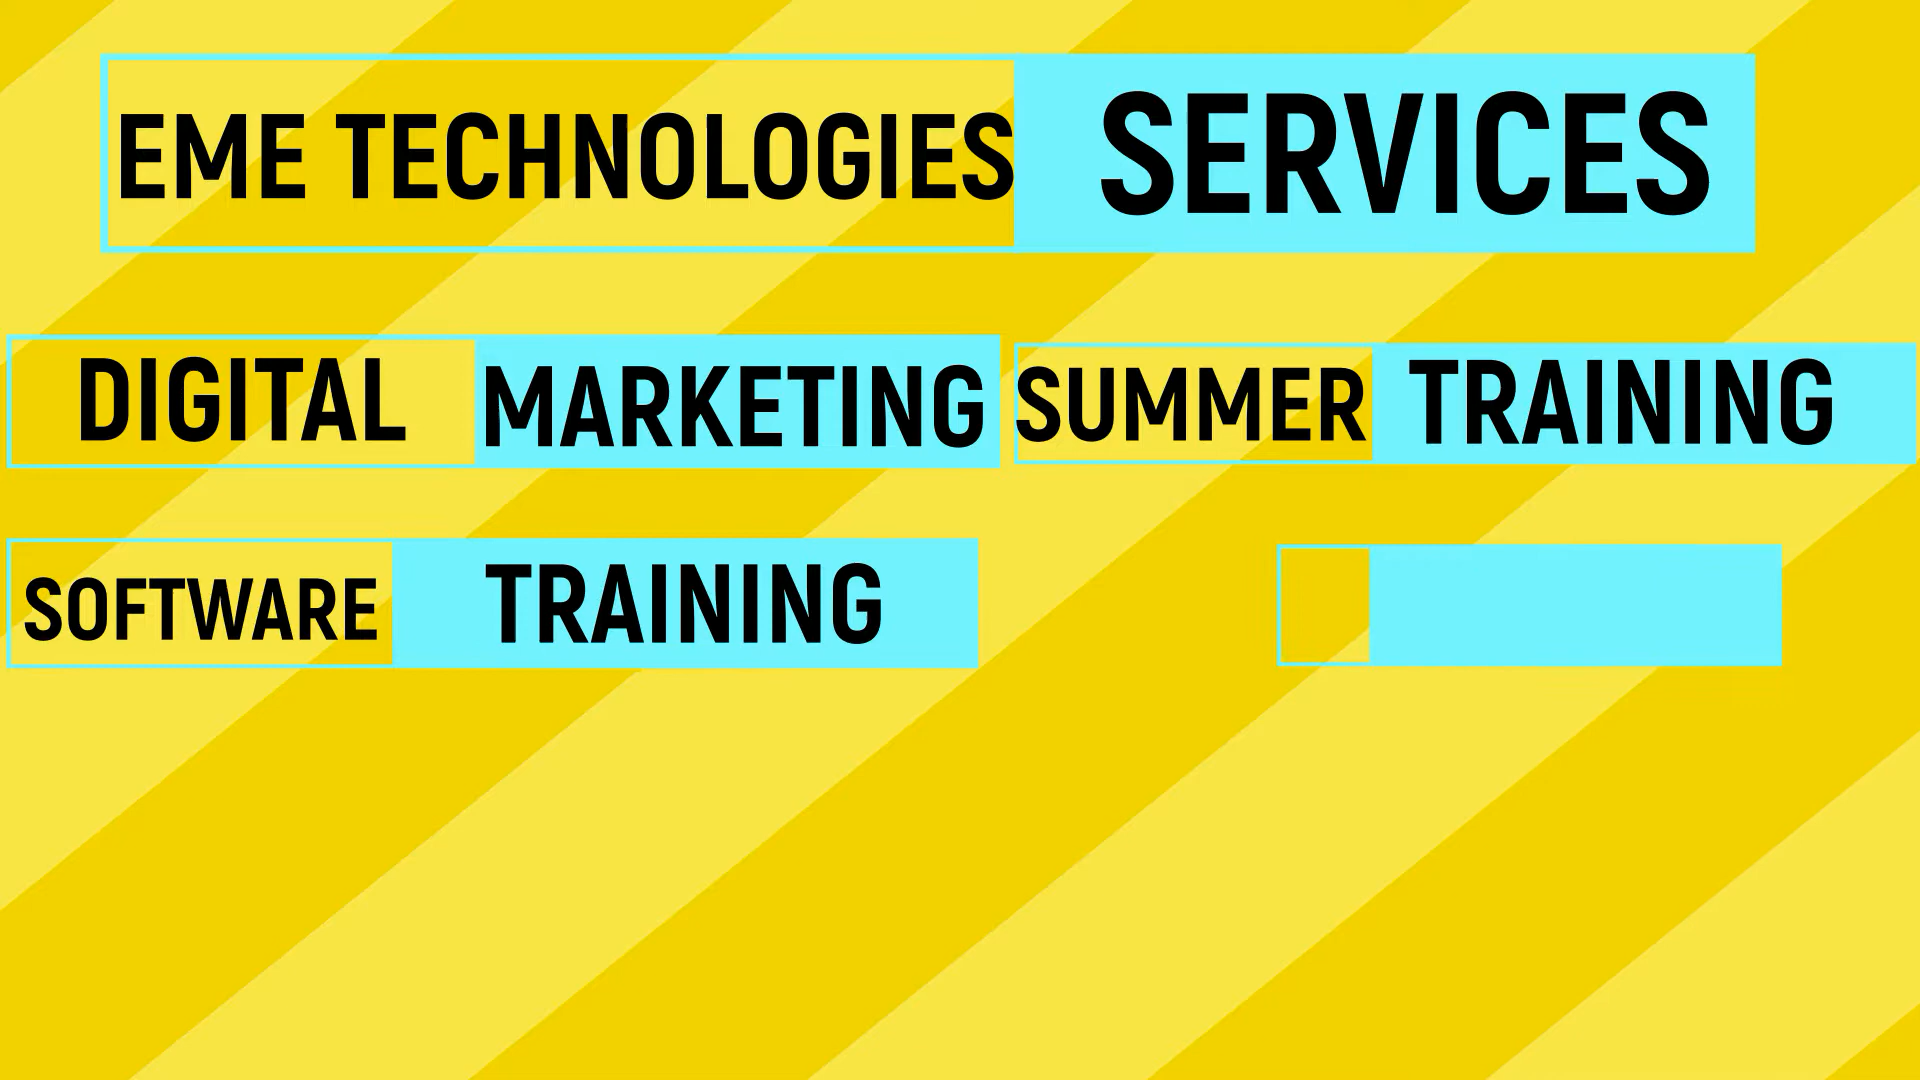 EME TECHNOLOGIES SERVICES
DIGITAL MARKETING
SUMMER TRAINING
SOFTWARE TRAINING